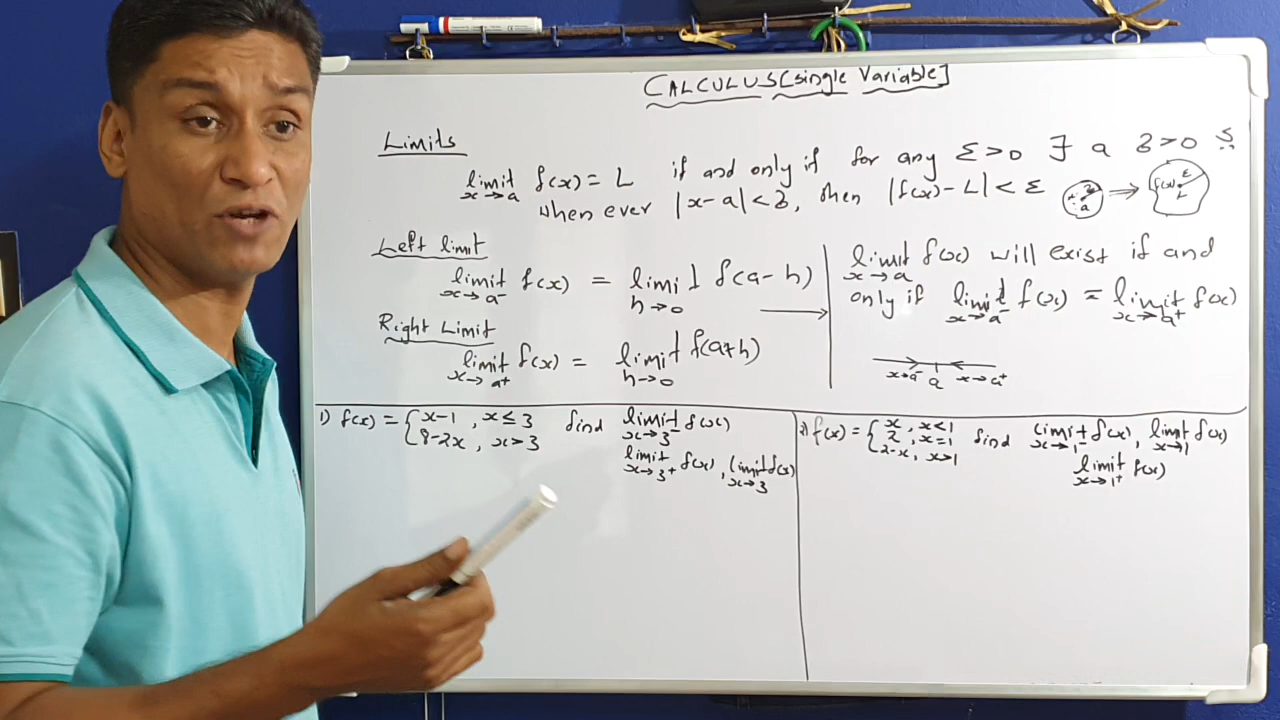 CALCULUS [Single Variable]
Limits
limit x→a f(x) = L if and only if for any Ɛ>0 ∃ a δ>0
when ever |x-a|<δ, then |f(x)-L|<Ɛ
a δ ⇒ f(x) Ɛ L
Left limit
limit x→a⁻ f(x) = limit h→0 f(a-h)
Right Limit
limit x→a⁺ f(x) = limit h→0 f(a+h)
limit x→a f(x) will exist if and
only if limit x→a⁻ f(x) = limit x→a⁺ f(x)
x→a⁻ a x→a⁺
1) f(x) = { x-1 , x≤3 find limit x→3⁻ f(x)
8-2x , x>3
limit x→3⁺ f(x) , limit x→3 f(x)
f(x) = { x , x<1
2 , x=1 find limit x→1⁻ f(x), limit x→1 f(x)
2-x, x>1
limit x→1⁺ f(x)